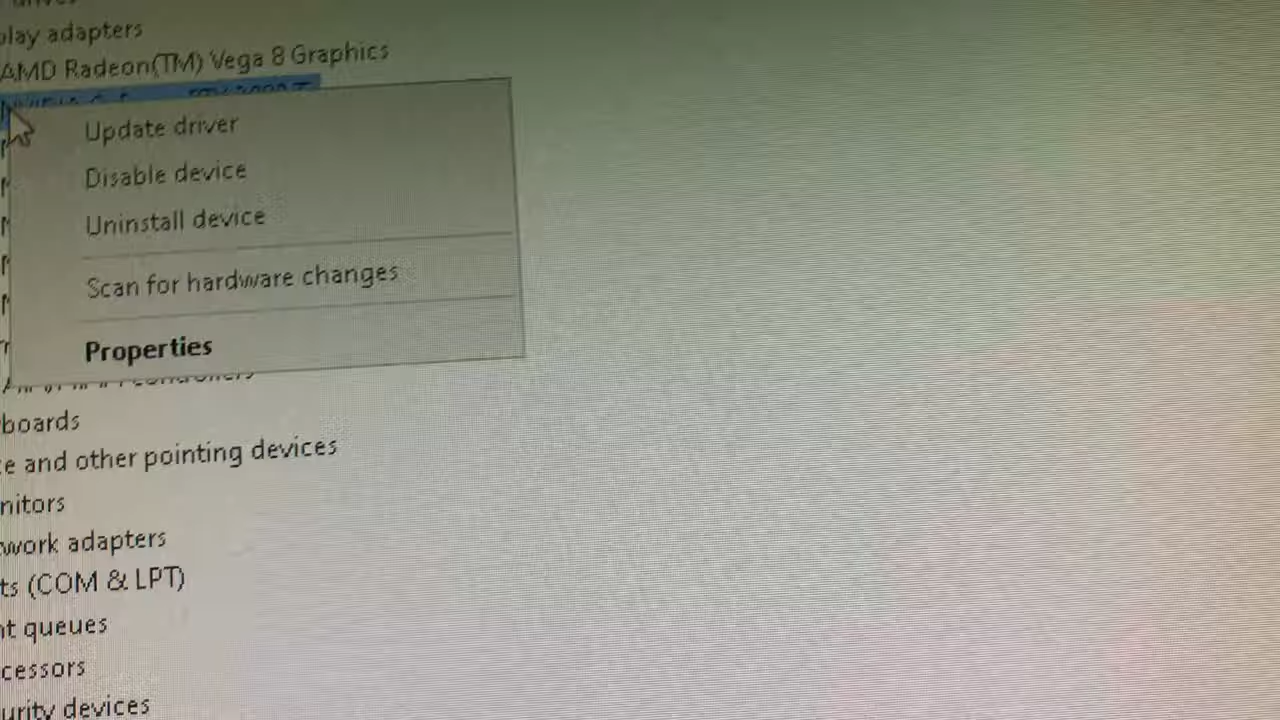 play adapters
AMD Radeon(TM) Vega 8 Graphics
Update driver
Disable device
Uninstall device
Scan for hardware changes
Properties
controllers
boards
e and other pointing devices
nitors
work adapters
ts (COM & LPT)
nt queues
cessors
urity devices